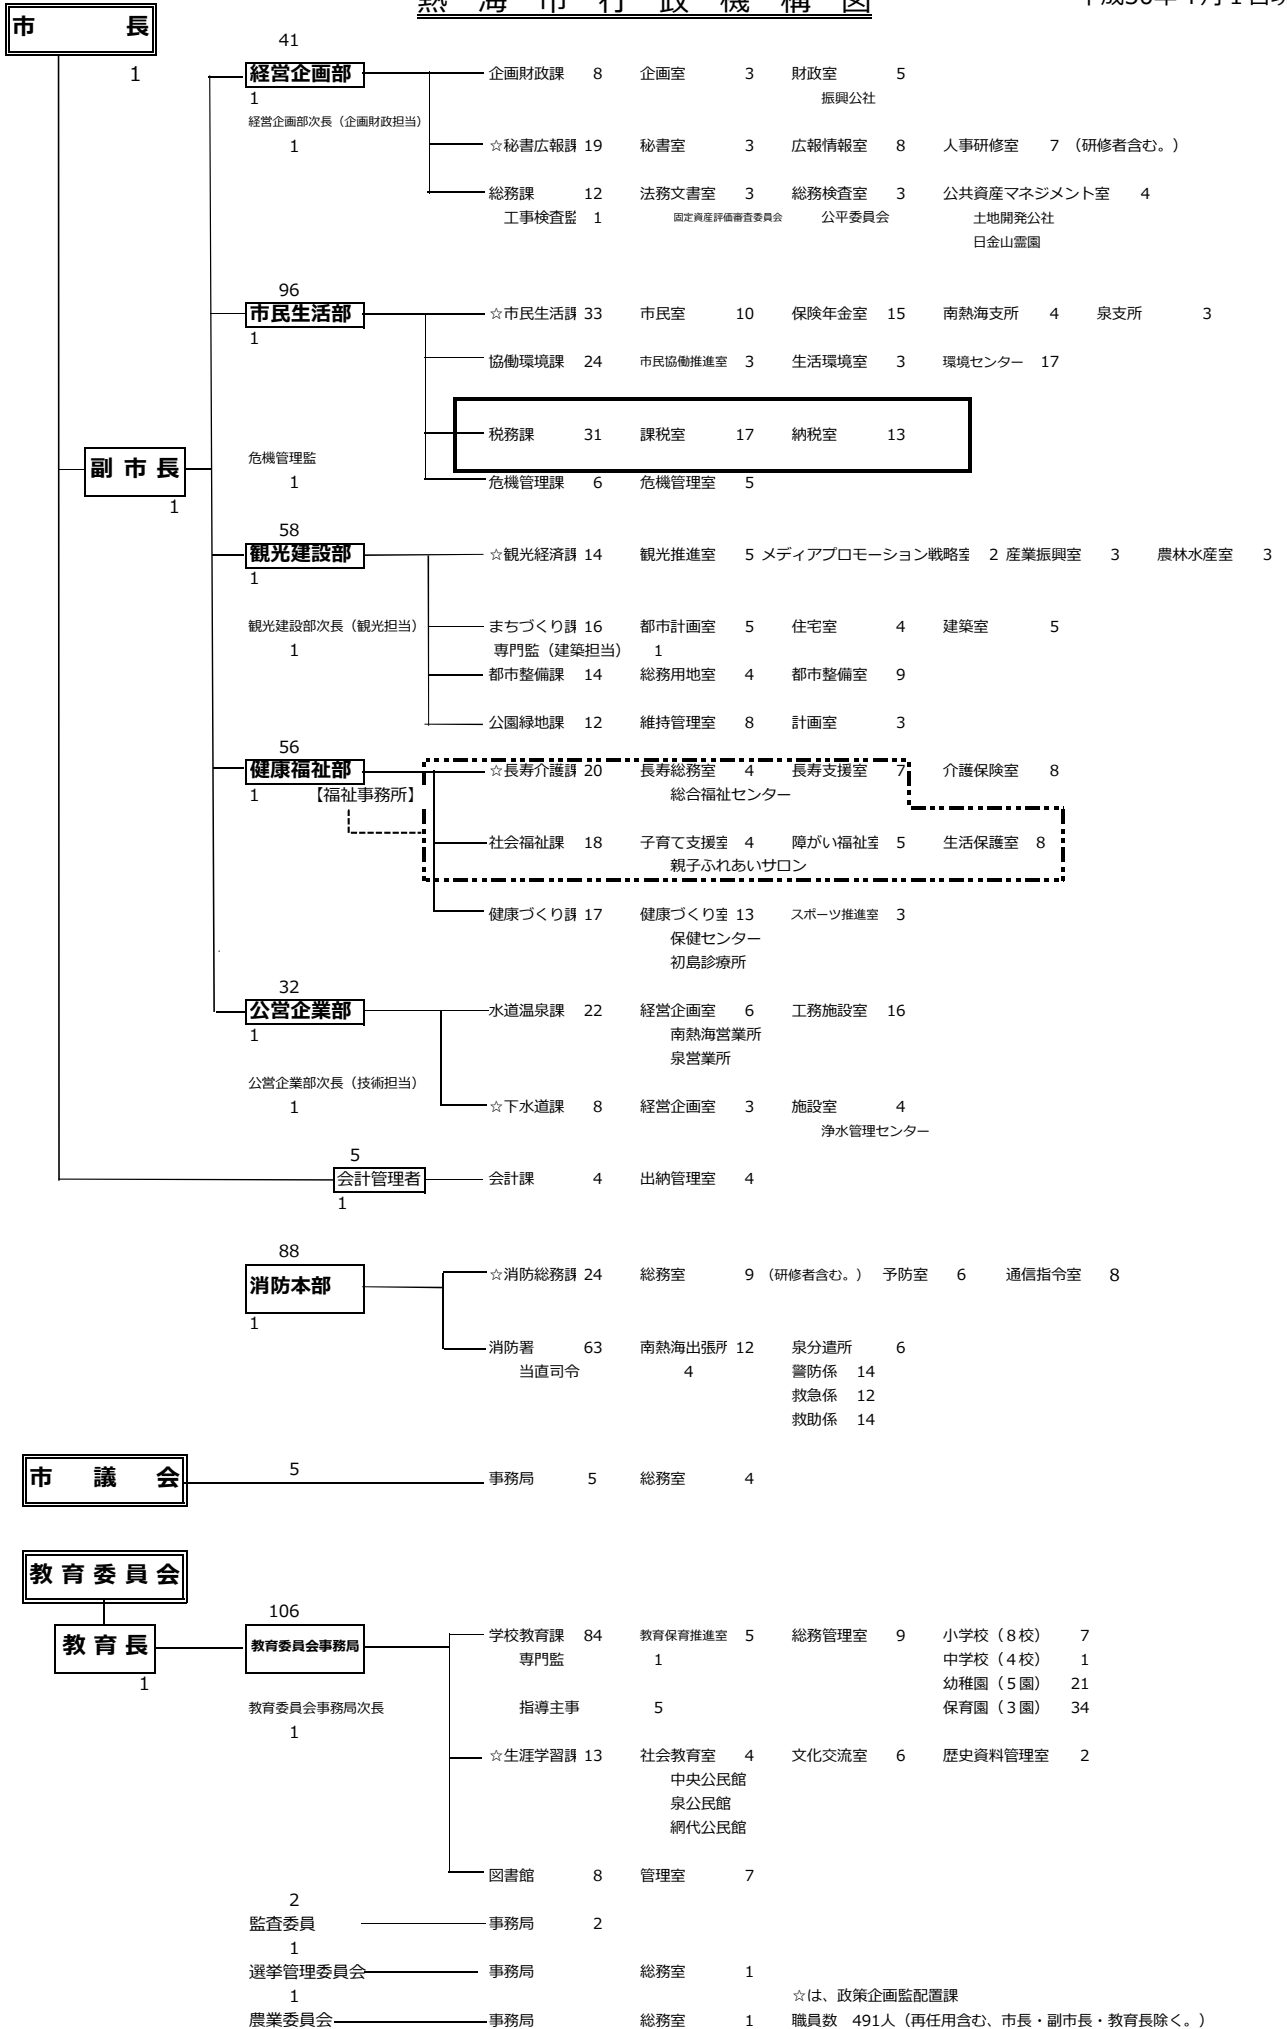 熱海市行政機構図
市長
1
41
経営企画部 企画財政課 8 企画室 3 財政室 5
1 振興公社
経営企画部次長（企画財政担当）
1 ☆秘書広報課 19 秘書室 3 広報情報室 8 人事研修室 7 （研修者含む。）
総務課 12 法務文書室 3 総務検査室 3 公共資産マネジメント室 4
工事検査監 1 固定資産評価審査委員会 公平委員会 土地開発公社
日金山霊園
96
市民生活部 ☆市民生活課 33 市民室 10 保険年金室 15 南熱海支所 4 泉支所 3
1
協働環境課 24 市民協働推進室 3 生活環境室 3 環境センター 17
税務課 31 課税室 17 納税室 13
危機管理監
副市長
1 危機管理課 6 危機管理室 5
1
58
観光建設部 ☆観光経済課 14 観光推進室 5 メディアプロモーション戦略室 2 産業振興室 3 農林水産室 3
1
観光建設部次長（観光担当） まちづくり課 16 都市計画室 5 住宅室 4 建築室 5
1 専門監（建築担当） 1
都市整備課 14 総務用地室 4 都市整備室 9
公園緑地課 12 維持管理室 8 計画室 3
56
健康福祉部 ☆長寿介護課 20 長寿総務室 4 長寿支援室 7 介護保険室 8
1 【福祉事務所】 総合福祉センター
社会福祉課 18 子育て支援室 4 障がい福祉室 5 生活保護室 8
親子ふれあいサロン
健康づくり課 17 健康づくり室 13 スポーツ推進室 3
保健センター
初島診療所
32
公営企業部 水道温泉課 22 経営企画室 6 工務施設室 16
1 南熱海営業所
泉営業所
公営企業部次長（技術担当）
1 ☆下水道課 8 経営企画室 3 施設室 4
浄水管理センター
5
会計管理者 会計課 4 出納管理室 4
1
88
消防本部 ☆消防総務課 24 総務室 9 （研修者含む。） 予防室 6 通信指令室 8
1
消防署 63 南熱海出張所 12 泉分遣所 6
当直司令 4 警防係 14
救急係 12
救助係 14
市議会 5 事務局 5 総務室 4
教育委員会
106
教育長 教育委員会事務局 学校教育課 84 教育保育推進室 5 総務管理室 9 小学校（８校） 7
専門監 1 中学校（４校） 1
1 幼稚園（５園） 21
教育委員会事務局次長 指導主事 5 保育園（３園） 34
1
☆生涯学習課 13 社会教育室 4 文化交流室 6 歴史資料管理室 2
中央公民館
泉公民館
網代公民館
図書館 8 管理室 7
2
監査委員 事務局 2
1
選挙管理委員会 事務局 総務室 1
1 ☆は、政策企画監配置課
農業委員会 事務局 総務室 1 職員数 491人（再任用含む、市長・副市長・教育長除く。）